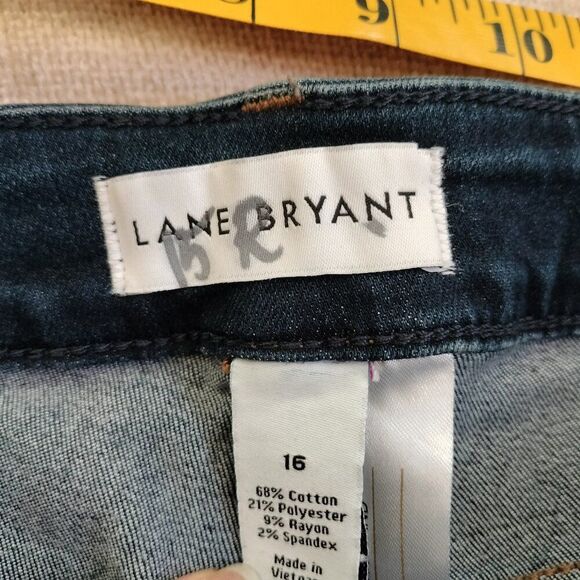 9
10
LANE BRYANT
BR
16
68% Cotton
21% Polyester
9% Rayon
2% Spandex
Made in